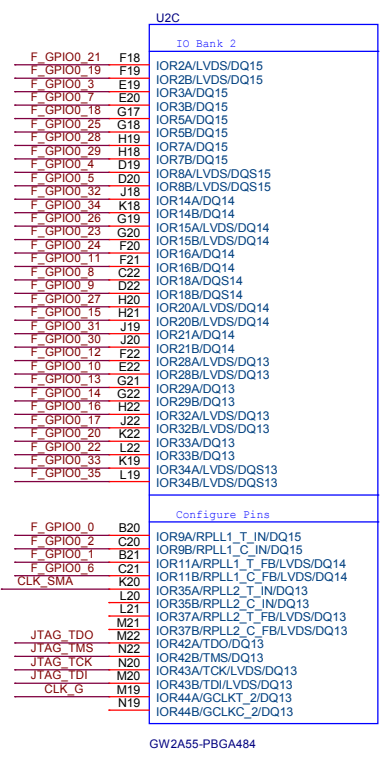 U2C
IO Bank 2
F_GPIO0_21 F18 IOR2A/LVDS/DQ15
F_GPIO0_19 F19 IOR2B/LVDS/DQ15
F_GPIO0_3 E19 IOR3A/DQ15
F_GPIO0_7 E20 IOR3B/DQ15
F_GPIO0_18 G17 IOR5A/DQ15
F_GPIO0_25 G18 IOR5B/DQ15
F_GPIO0_28 H19 IOR7A/DQ15
F_GPIO0_29 H18 IOR7B/DQ15
F_GPIO0_4 D19 IOR8A/LVDS/DQS15
F_GPIO0_5 D20 IOR8B/LVDS/DQS15
F_GPIO0_32 J18 IOR14A/DQ14
F_GPIO0_34 K18 IOR14B/DQ14
F_GPIO0_26 G19 IOR15A/LVDS/DQ14
F_GPIO0_23 G20 IOR15B/LVDS/DQ14
F_GPIO0_24 F20 IOR16A/DQ14
F_GPIO0_11 F21 IOR16B/DQ14
F_GPIO0_8 C22 IOR18A/DQS14
F_GPIO0_9 D22 IOR18B/DQS14
F_GPIO0_27 H20 IOR20A/LVDS/DQ14
F_GPIO0_15 H21 IOR20B/LVDS/DQ14
F_GPIO0_31 J19 IOR21A/DQ14
F_GPIO0_30 J20 IOR21B/DQ14
F_GPIO0_12 F22 IOR28A/LVDS/DQ13
F_GPIO0_10 E22 IOR28B/LVDS/DQ13
F_GPIO0_13 G21 IOR29A/DQ13
F_GPIO0_14 G22 IOR29B/DQ13
F_GPIO0_16 H22 IOR32A/LVDS/DQ13
F_GPIO0_17 J22 IOR32B/LVDS/DQ13
F_GPIO0_20 K22 IOR33A/DQ13
F_GPIO0_22 L22 IOR33B/DQ13
F_GPIO0_33 K19 IOR34A/LVDS/DQS13
F_GPIO0_35 L19 IOR34B/LVDS/DQS13
Configure Pins
F_GPIO0_0 B20 IOR9A/RPLL1_T_IN/DQ15
F_GPIO0_2 C20 IOR9B/RPLL1_C_IN/DQ15
F_GPIO0_1 B21 IOR11A/RPLL1_T_FB/LVDS/DQ14
F_GPIO0_6 C21 IOR11B/RPLL1_C_FB/LVDS/DQ14
CLK_SMA K20 IOR35A/RPLL2_T_IN/DQ13
L20 IOR35B/RPLL2_C_IN/DQ13
L21 IOR37A/RPLL2_T_FB/LVDS/DQ13
M21 IOR37B/RPLL2_C_FB/LVDS/DQ13
JTAG_TDO M22 IOR42A/TDO/DQ13
JTAG_TMS N22 IOR42B/TMS/DQ13
JTAG_TCK N20 IOR43A/TCK/LVDS/DQ13
JTAG_TDI M20 IOR43B/TDI/LVDS/DQ13
CLK_G M19 IOR44A/GCLKT_2/DQ13
N19 IOR44B/GCLKC_2/DQ13
GW2A55-PBGA484